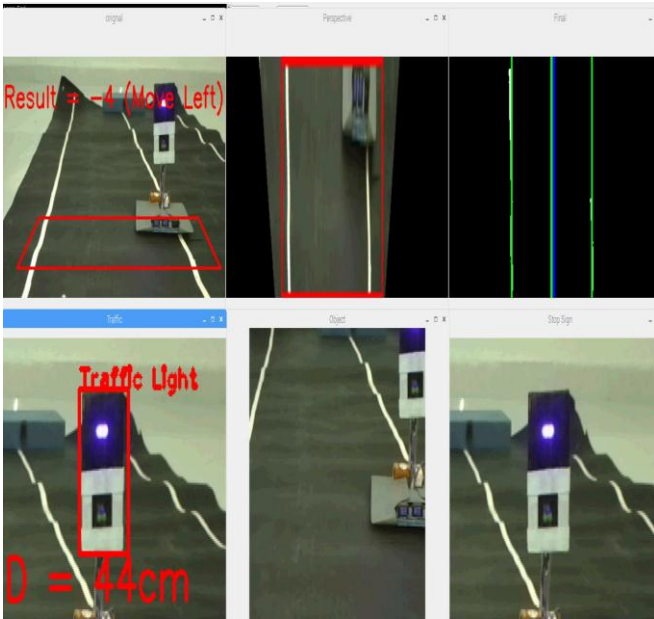 orignal
Perspective
Final
Result = -4 (Move Left)
Traffic
Object
Stop Sign
Traffic Light
D = 44cm